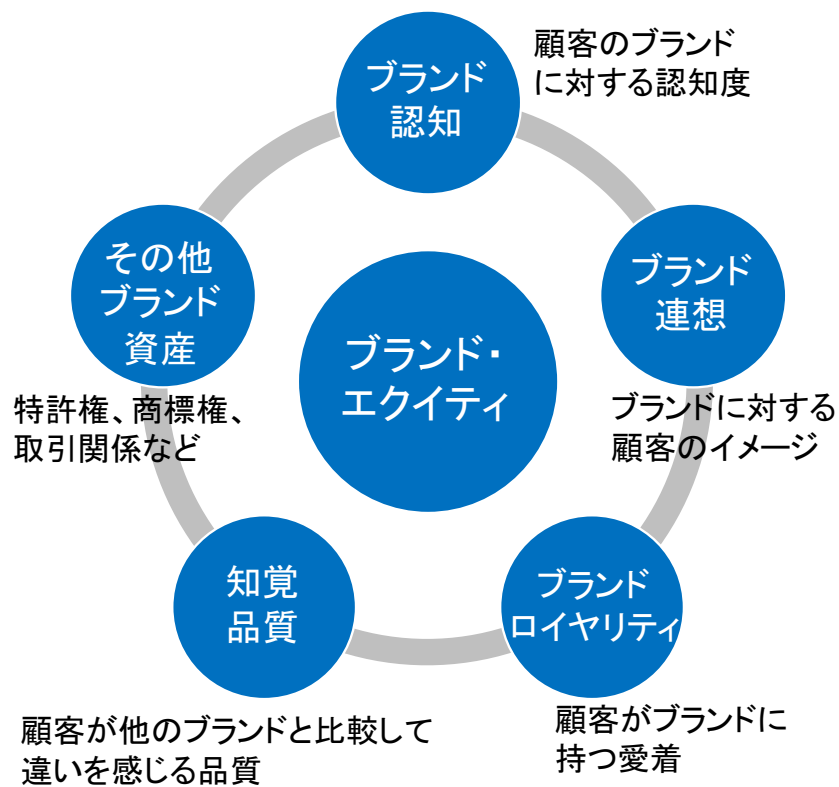 ブランド
認知
顧客のブランド
に対する認知度
ブランド
連想
ブランドに対する
顧客のイメージ
ブランド
ロイヤリティ
顧客がブランドに
持つ愛着
知覚
品質
顧客が他のブランドと比較して
違いを感じる品質
その他
ブランド
資産
特許権、商標権、
取引関係など
ブランド・
エクイティ